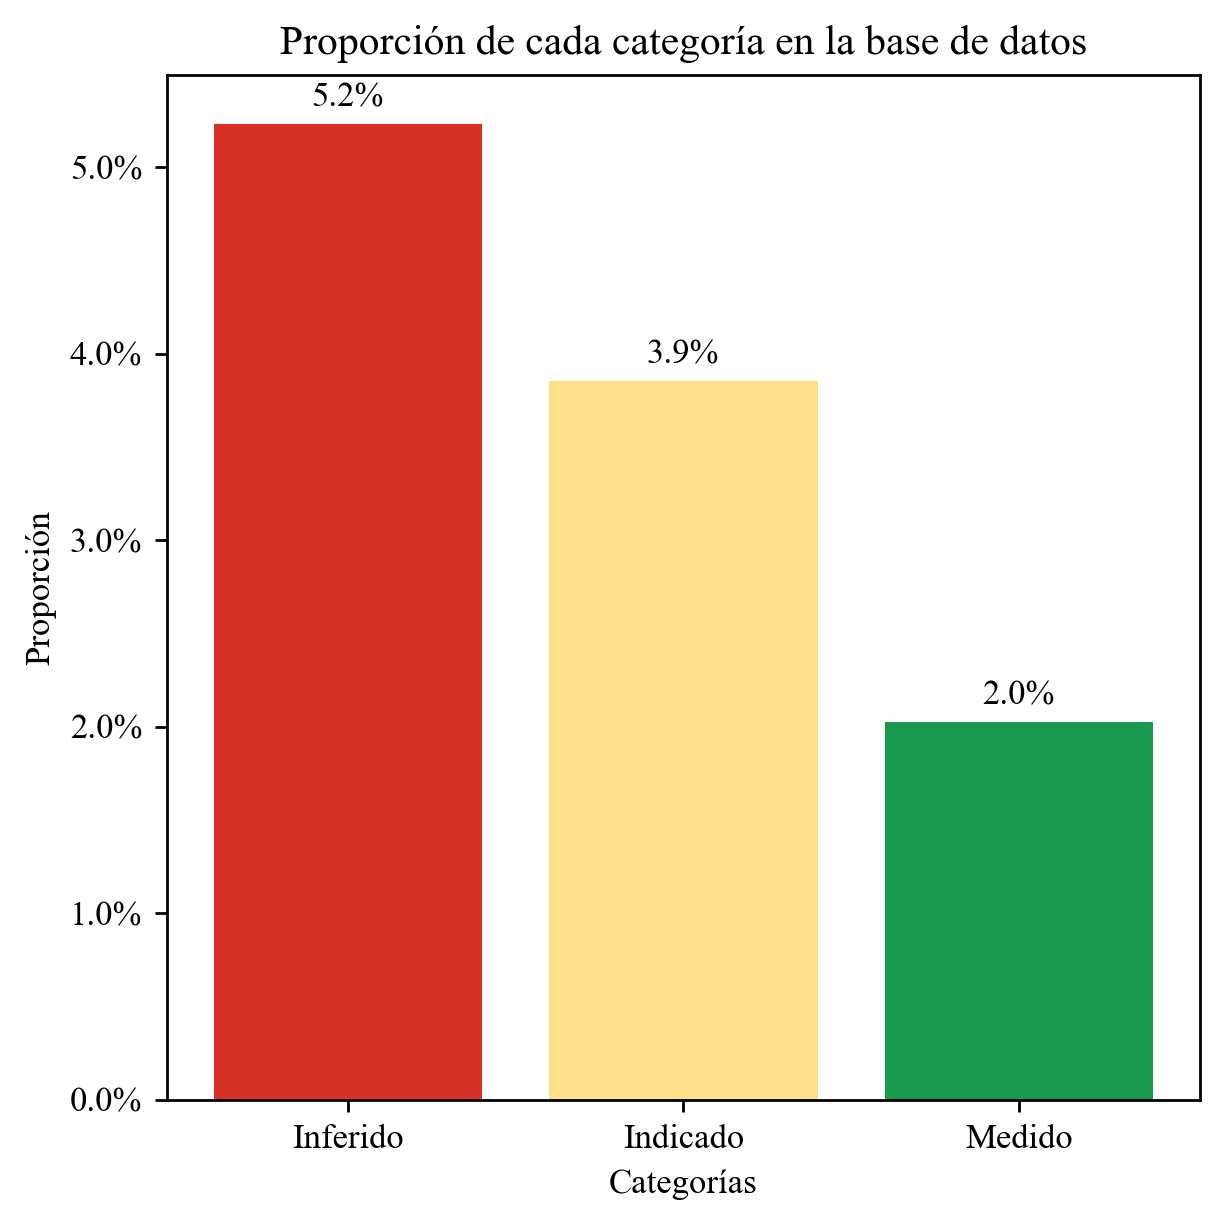 Proporción de cada categoría en la base de datos
5.2%
5.0%
4.0%
3.9%
3.0%
Proporción
2.0%
2.0%
1.0%
0.0%
Inferido
Indicado
Medido
Categorías